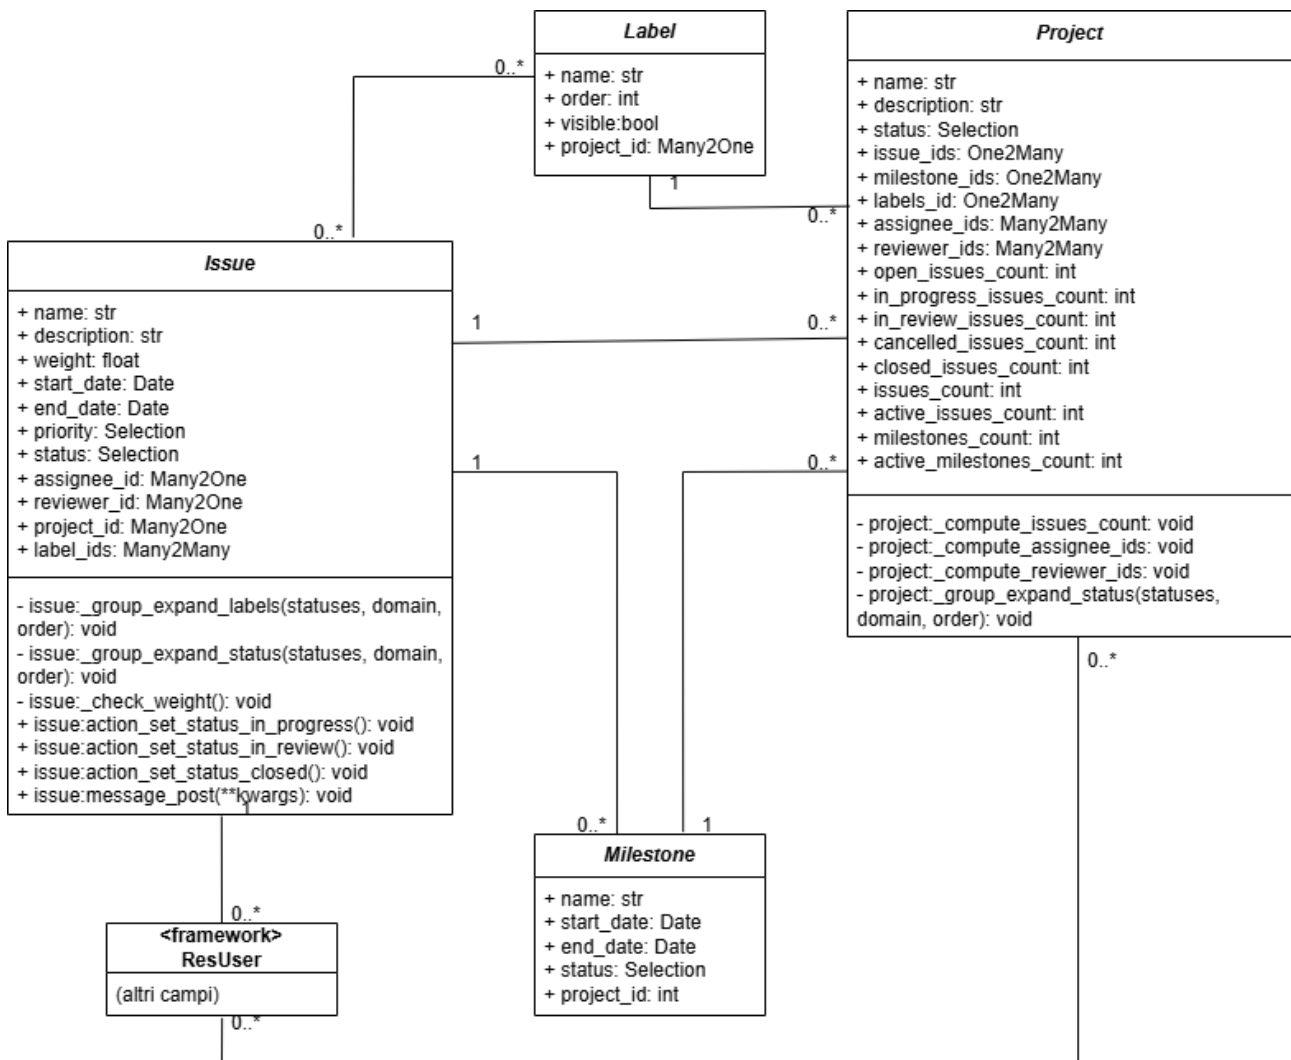 Label
+ name: str
+ order: int
+ visible:bool
+ project_id: Many2One
0..*
0..*
1
0..*
Project
+ name: str
+ description: str
+ status: Selection
+ issue_ids: One2Many
+ milestone_ids: One2Many
+ labels_id: One2Many
+ assignee_ids: Many2Many
+ reviewer_ids: Many2Many
+ open_issues_count: int
+ in_progress_issues_count: int
+ in_review_issues_count: int
+ cancelled_issues_count: int
+ closed_issues_count: int
+ issues_count: int
+ active_issues_count: int
+ milestones_count: int
+ active_milestones_count: int
- project:_compute_issues_count: void
- project:_compute_assignee_ids: void
- project:_compute_reviewer_ids: void
- project:_group_expand_status(statuses,
domain, order): void
0..*
Issue
+ name: str
+ description: str
+ weight: float
+ start_date: Date
+ end_date: Date
+ priority: Selection
+ status: Selection
+ assignee_id: Many2One
+ reviewer_id: Many2One
+ project_id: Many2One
+ label_ids: Many2Many
- issue:_group_expand_labels(statuses, domain,
order): void
- issue:_group_expand_status(statuses, domain,
order): void
- issue:_check_weight(): void
+ issue:action_set_status_in_progress(): void
+ issue:action_set_status_in_review(): void
+ issue:action_set_status_closed(): void
+ issue:message_post(**kwargs): void
1
0..*
1
0..*
1
0..*
1
0..*
Milestone
+ name: str
+ start_date: Date
+ end_date: Date
+ status: Selection
+ project_id: int
<framework>
ResUser
(altri campi)
0..*